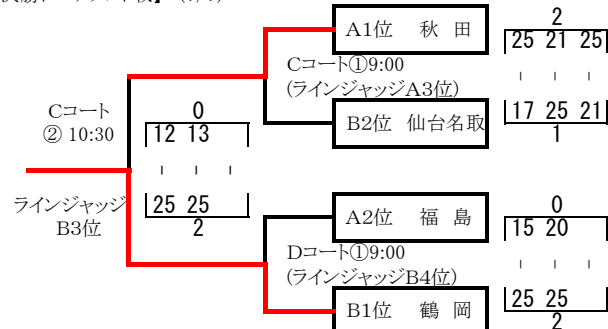 A1位 秋田
2
25 21 25
Cコート①9:00
(ラインジャッジA3位)
17 25 21
1
B2位 仙台名取
Cコート
② 10:30
0
12 13
25 25
2
ラインジャッジ
B3位
A2位 福島
0
15 20
Dコート①9:00
(ラインジャッジB4位)
25 25
2
B1位 鶴岡